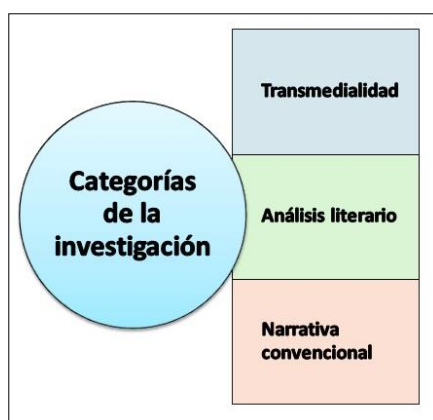 Categorías
de la
investigación
Transmedialidad
Análisis literario
Narrativa
convencional